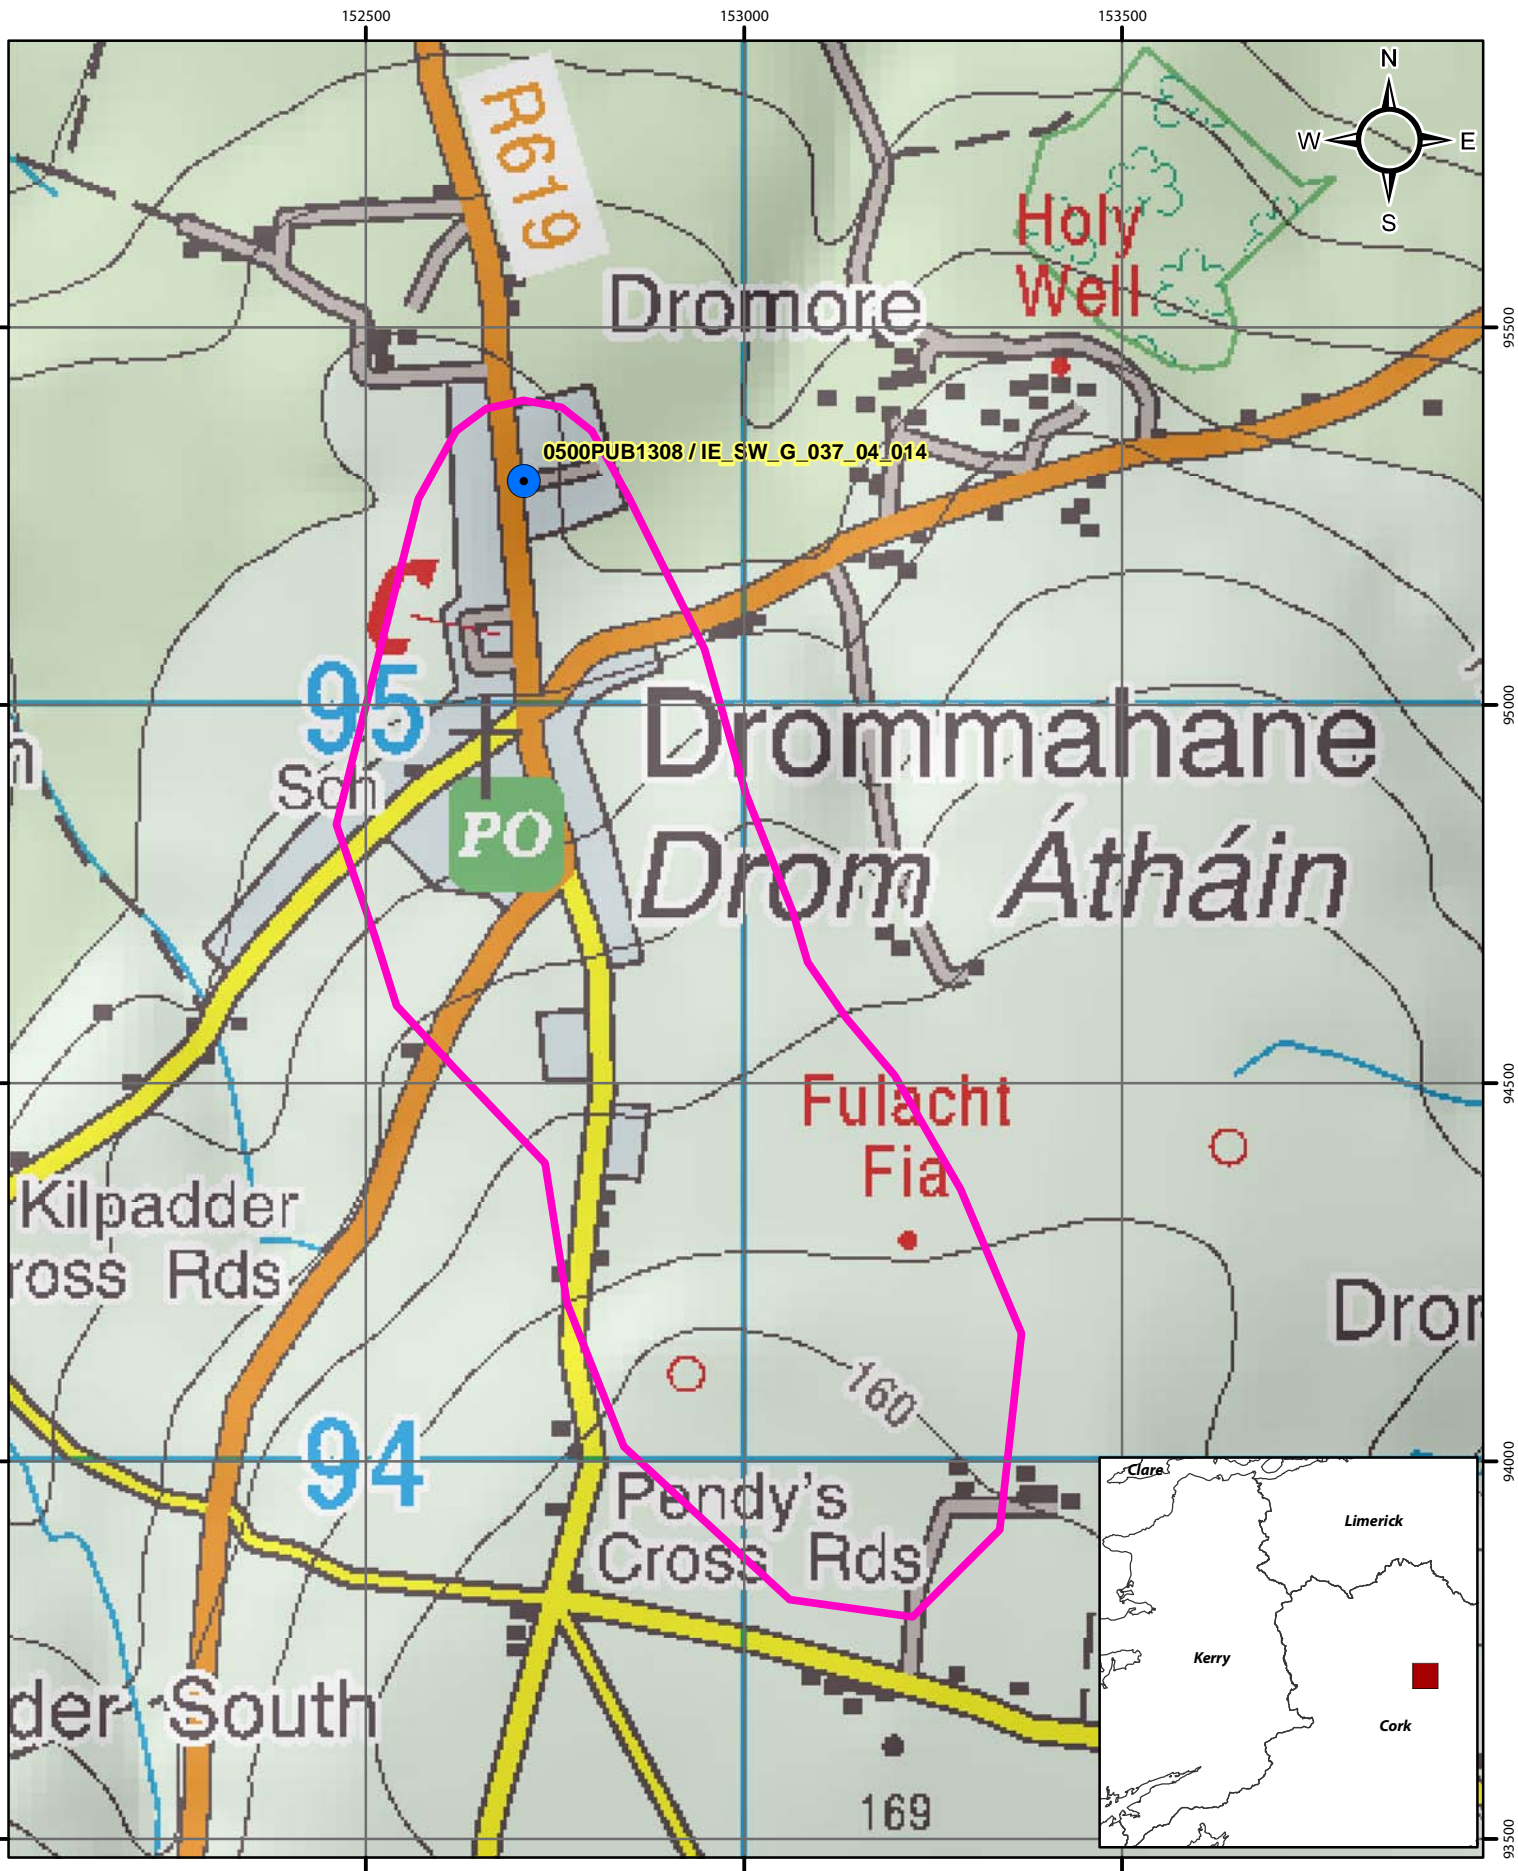 152500
153000
153500
N
W
E
S
R619
Holy
Well
Dromore
95500
0500PUB1308 / IE_SW_G_037_04_014
95
95000
Drommahane
Sch
PO
Drom Átháin
94500
Fulacht
Fia
Kilpadder
ross Rds
Dror
160
94
94000
Pendy's
Cross Rds
Clare
Limerick
Kerry
Cork
der South
169
93500